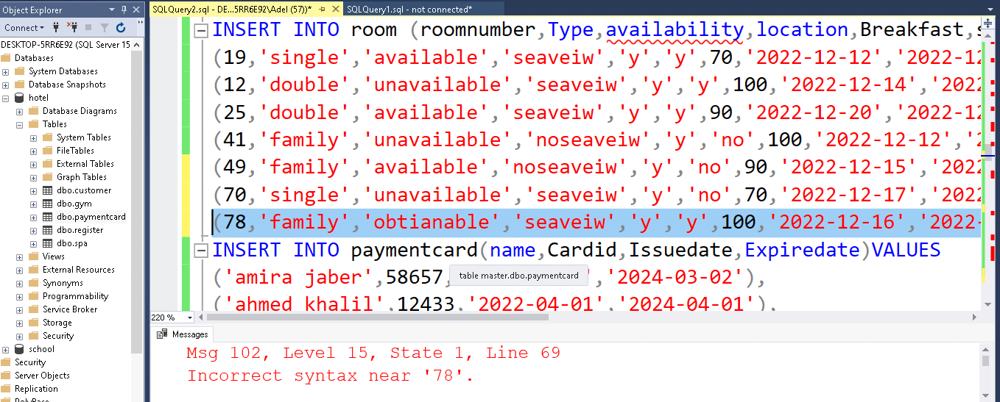 Object Explorer
Connect
DESKTOP-5RR6E92 (SQL Server 15
Databases
System Databases
Database Snapshots
hotel
Database Diagrams
Tables
System Tables
FileTables
External Tables
Graph Tables
dbo.customer
dbo.gym
dbo.paymentcard
dbo.register
dbo.spa
Views
External Resources
Synonyms
Programmability
Service Broker
Storage
Security
school
Security
Server Objects
Replication
PolyBase
SQLQuery2.sql - DE...5RR6E92\Adel (57))*
SQLQuery1.sql - not connected*
INSERT INTO room (roomnumber,Type,availability,location,Breakfast,s
(19,'single','available','seaveiw','y','y',70,'2022-12-12','2022-12
(12,'double','unavailable','seaveiw','y','y',100,'2022-12-14','2022
(25,'double','available','seaveiw','y','y',90,'2022-12-20','2022-12
(41,'family','unavailable','noseaveiw','y','no',100,'2022-12-12','2
(49,'family','available','noseaveiw','y','no',90,'2022-12-15','2022
(70,'single','unavailable','seaveiw','y','no',70,'2022-12-17','2022
(78,'family','obtianable','seaveiw','y','y',100,'2022-12-16','2022-
INSERT INTO paymentcard(name,Cardid,Issuedate,Expiredate)VALUES
('amira jaber',58657, ','2024-03-02'),
table master.dbo.paymentcard
('ahmed khalil',12433,'2022-04-01','2024-04-01'),
220 %
Messages
Msg 102, Level 15, State 1, Line 69
Incorrect syntax near '78'.